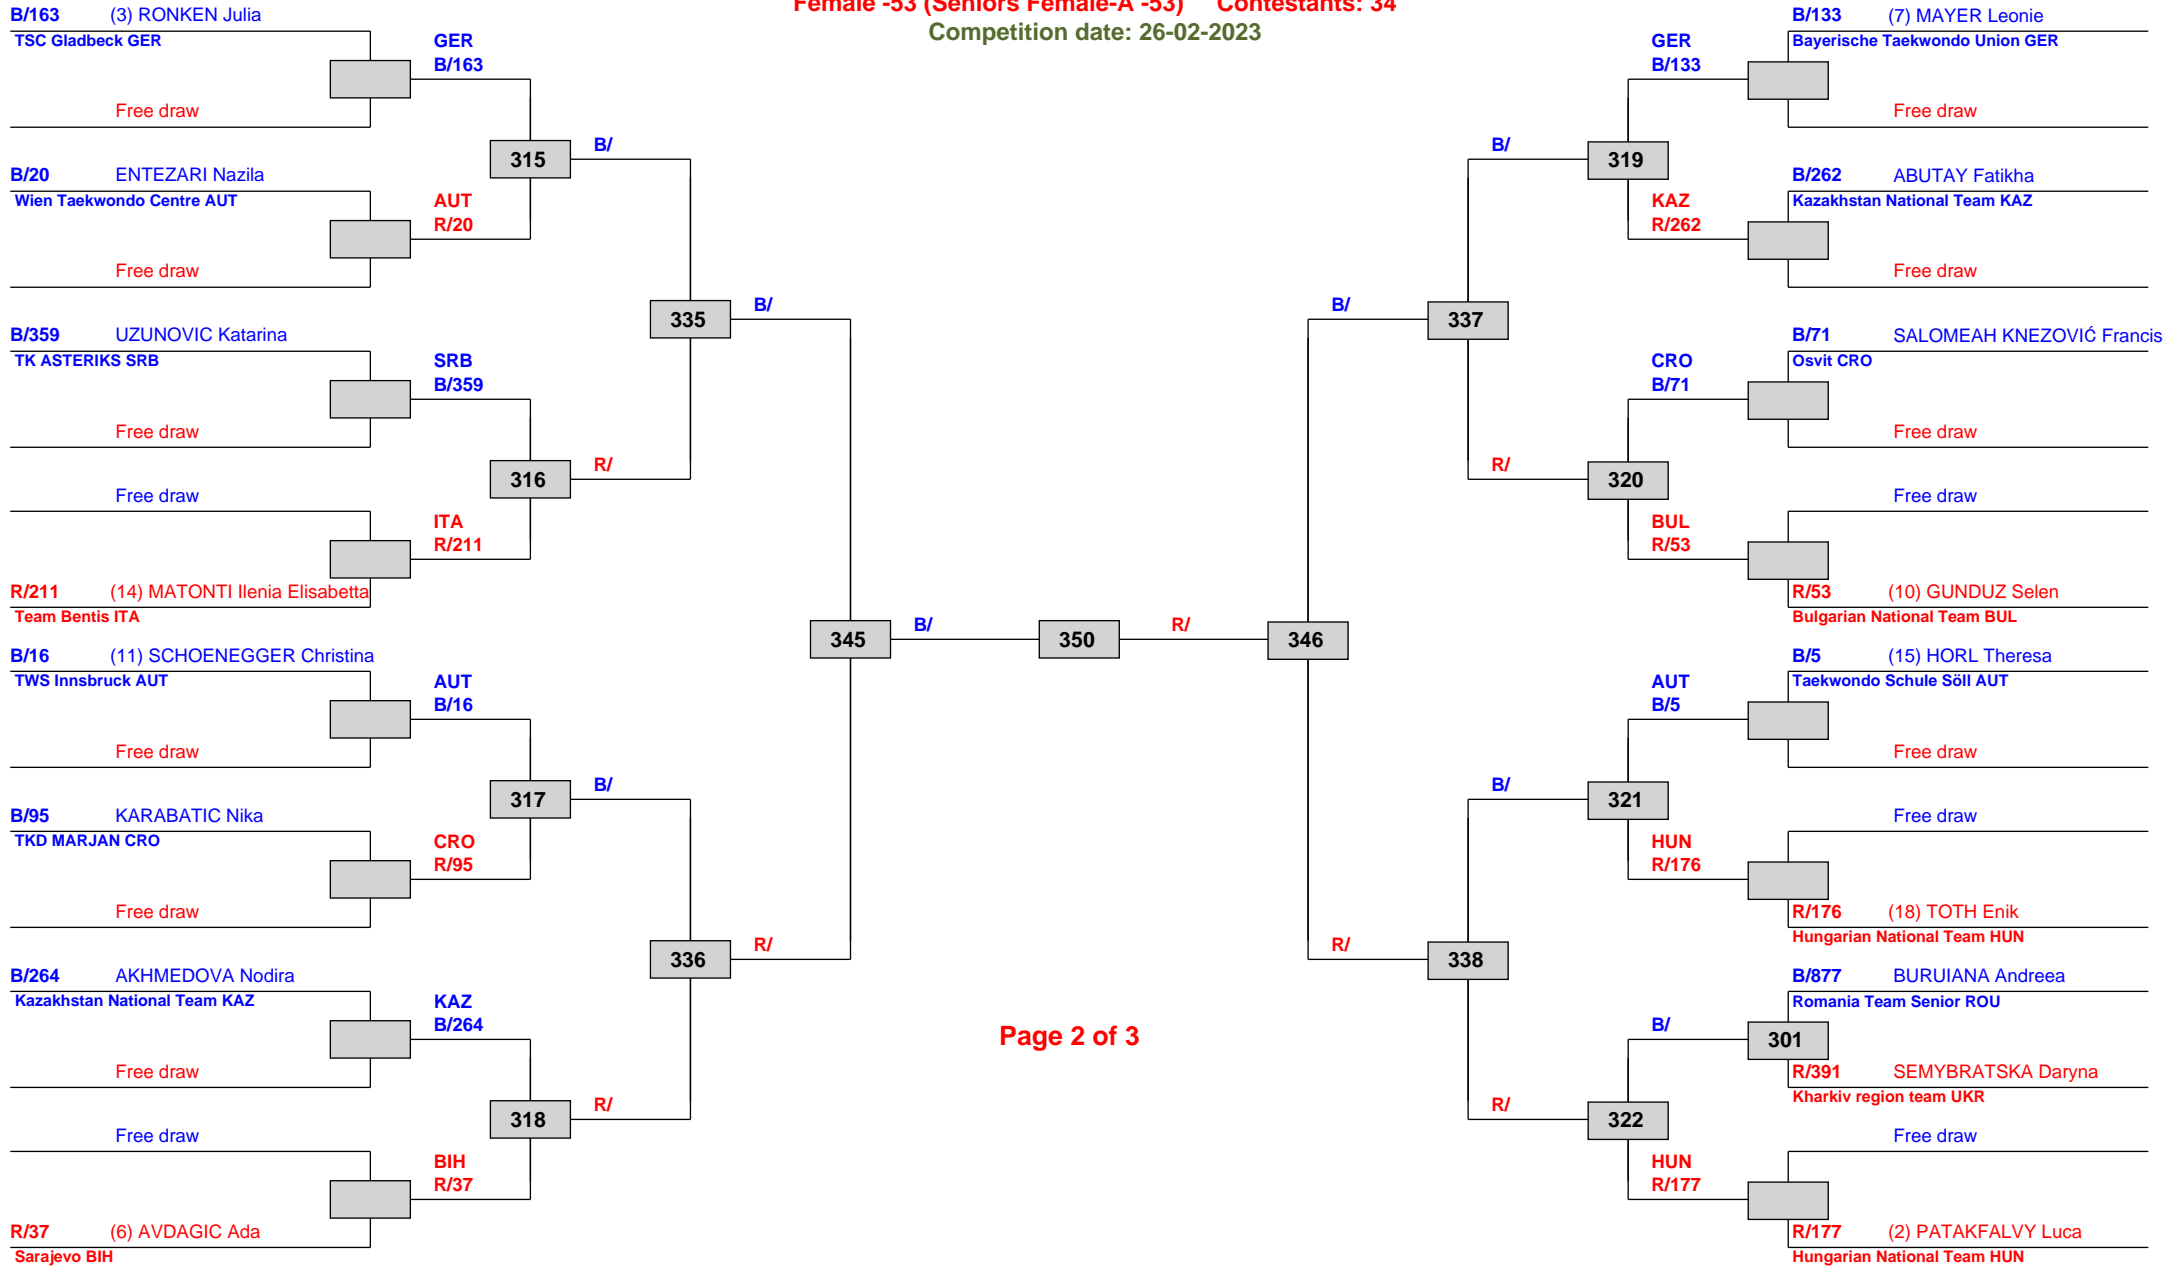 Female -53 (Seniors Female-A -53) Contestants: 34
Competition date: 26-02-2023
B/163 (3) RONKEN Julia
TSC Gladbeck GER
GER
B/163
Free draw
315
B/
B/20 ENTEZARI Nazila
Wien Taekwondo Centre AUT
AUT
R/20
Free draw
335
B/
B/359 UZUNOVIC Katarina
TK ASTERIKS SRB
SRB
B/359
Free draw
316
R/
Free draw
ITA
R/211
R/211 (14) MATONTI Ilenia Elisabetta
Team Bentis ITA
345
B/
350
R/
346
B/16 (11) SCHOENEGGER Christina
TWS Innsbruck AUT
AUT
B/16
Free draw
317
B/
B/95 KARABATIC Nika
TKD MARJAN CRO
CRO
R/95
Free draw
336
R/
B/264 AKHMEDOVA Nodira
Kazakhstan National Team KAZ
KAZ
B/264
Free draw
318
R/
Free draw
BIH
R/37
R/37 (6) AVDAGIC Ada
Sarajevo BIH
Page 2 of 3
B/133 (7) MAYER Leonie
Bayerische Taekwondo Union GER
GER
B/133
Free draw
B/
319
B/262 ABUTAY Fatikha
Kazakhstan National Team KAZ
KAZ
R/262
Free draw
B/
337
B/71 SALOMEAH KNEZOVIĆ Francis
Osvit CRO
CRO
B/71
Free draw
R/
320
Free draw
BUL
R/53
R/53 (10) GUNDUZ Selen
Bulgarian National Team BUL
B/5 (15) HORL Theresa
Taekwondo Schule Söll AUT
AUT
B/5
Free draw
B/
321
Free draw
HUN
R/176
R/176 (18) TOTH Enik
Hungarian National Team HUN
R/
338
B/877 BURUIANA Andreea
Romania Team Senior ROU
B/
301
R/391 SEMYBRATSKA Daryna
Kharkiv region team UKR
R/
322
Free draw
HUN
R/177
R/177 (2) PATAKFALVY Luca
Hungarian National Team HUN